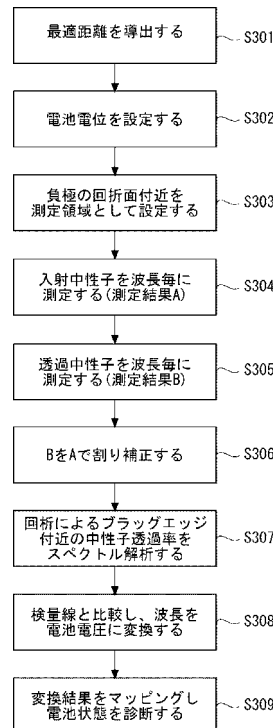 最適距離を導出する
S301
電池電位を設定する
S302
負極の回折面付近を
測定領域として設定する
S303
入射中性子を波長毎に
測定する(測定結果A)
S304
透過中性子を波長毎に
測定する(測定結果B)
S305
BをAで割り補正する
S306
回析によるブラッグエッジ
付近の中性子透過率を
スペクトル解析する
S307
検量線と比較し、波長を
電池電圧に変換する
S308
変換結果をマッピングし
電池状態を診断する
S309